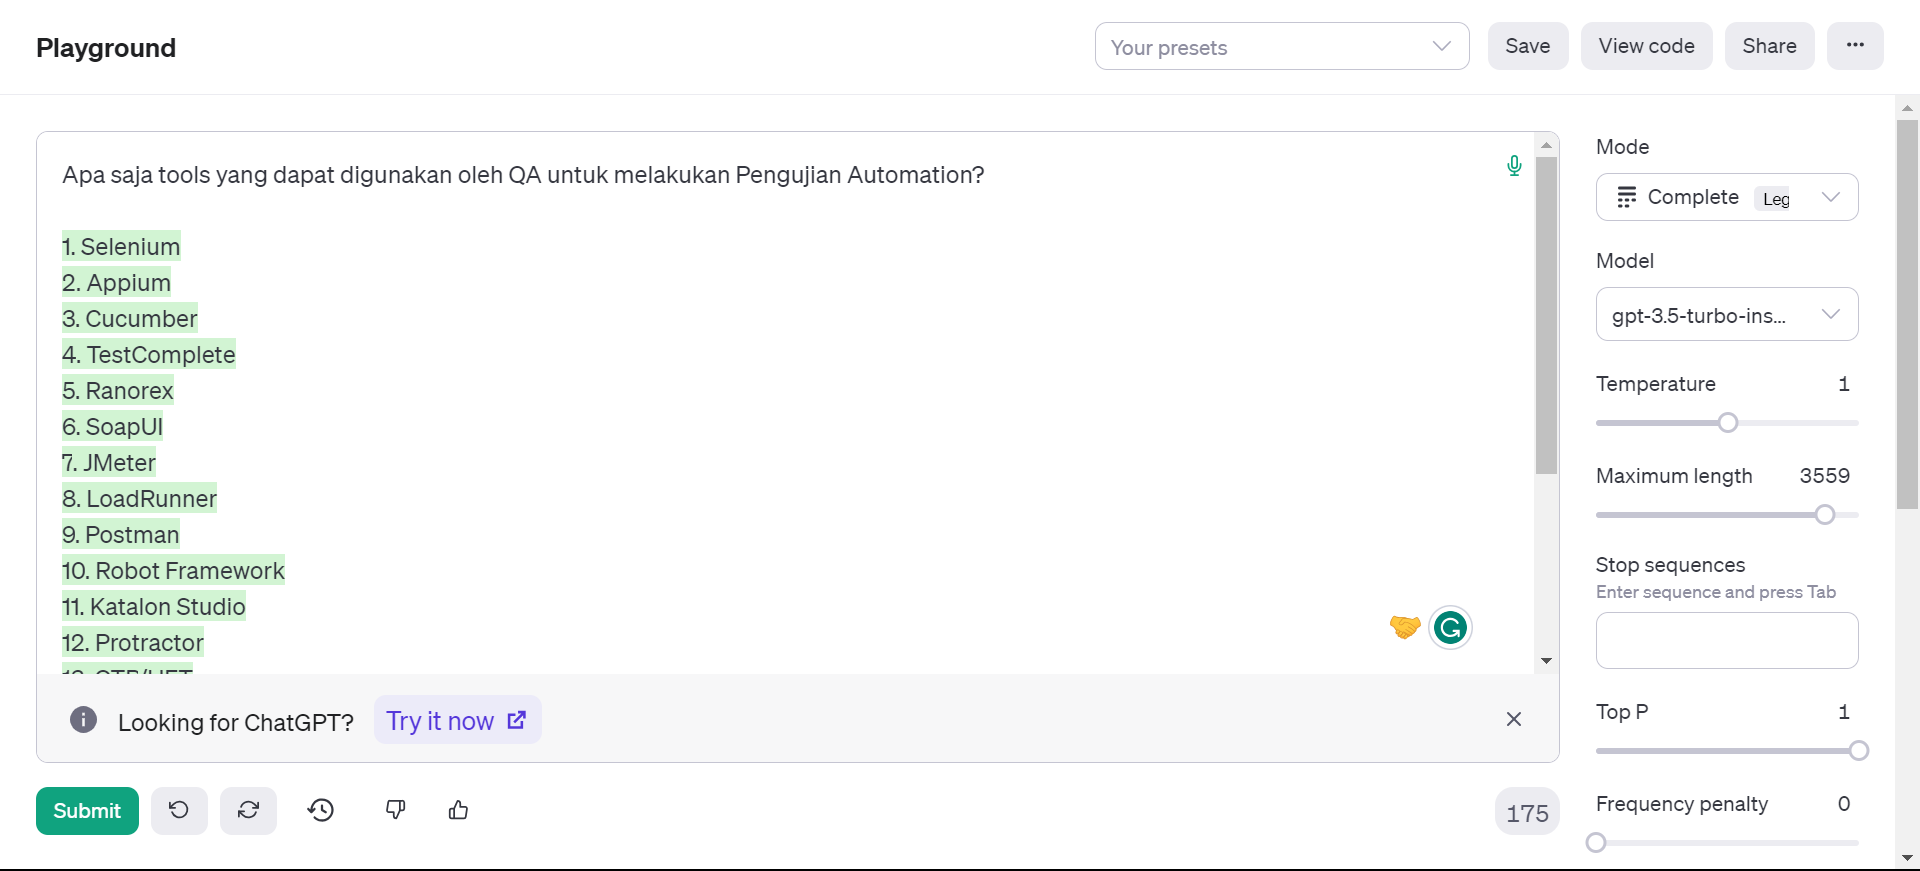 Playground
Your presets
Save
View code
Share
Apa saja tools yang dapat digunakan oleh QA untuk melakukan Pengujian Automation?
1. Selenium
2. Appium
3. Cucumber
4. TestComplete
5. Ranorex
6. SoapUI
7. JMeter
8. LoadRunner
9. Postman
10. Robot Framework
11. Katalon Studio
12. Protractor
Looking for ChatGPT? Try it now
Submit
175
Mode
Complete Leg
Model
gpt-3.5-turbo-ins...
Temperature 1
Maximum length 3559
Stop sequences
Enter sequence and press Tab
Top P 1
Frequency penalty 0